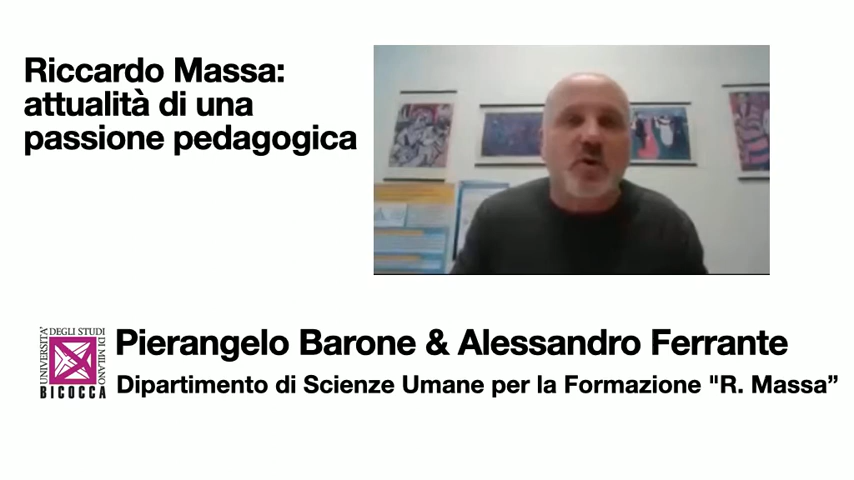 Riccardo Massa:
attualità di una
passione pedagogica
UNIVERSITA'
DEGLI STUDI
DI MILANO
BICOCCA
Pierangelo Barone & Alessandro Ferrante
Dipartimento di Scienze Umane per la Formazione "R. Massa”